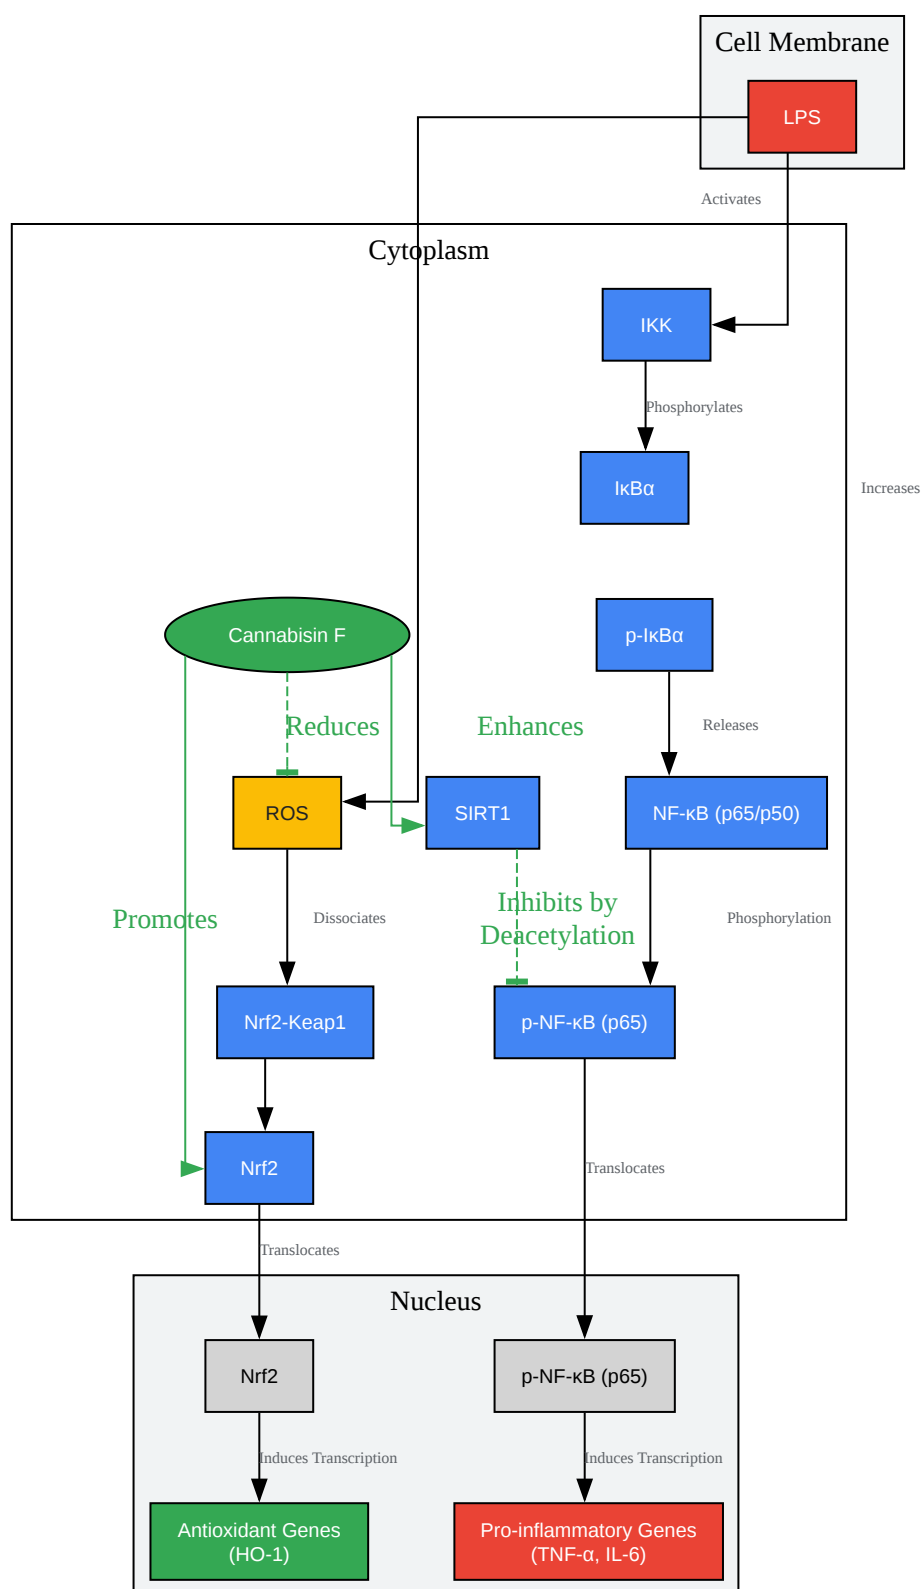 Cell Membrane
LPS
Activates
Cytoplasm
IKK
Phosphorylates
IκBα
Increases
Cannabisin F
p-IκBα
Reduces
Enhances
Releases
ROS
SIRT1
NF-κB (p65/p50)
Promotes
Dissociates
Inhibits by
Deacetylation
Phosphorylation
Nrf2-Keap1
p-NF-κB (p65)
Nrf2
Translocates
Translocates
Nucleus
Nrf2
p-NF-κB (p65)
Induces Transcription
Induces Transcription
Antioxidant Genes
(HO-1)
Pro-inflammatory Genes
(TNF-α, IL-6)